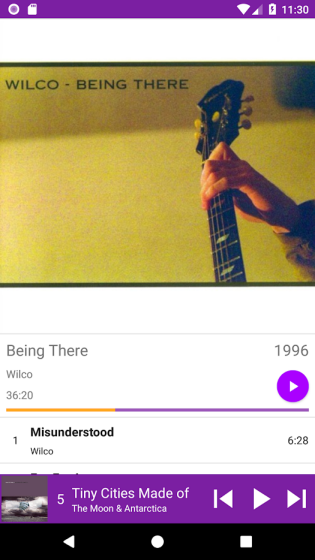 11:30
WILCO - BEING THERE
Being There
1996
Wilco
36:20
1
Misunderstood
6:28
Wilco
5
Tiny Cities Made of
The Moon & Antarctica